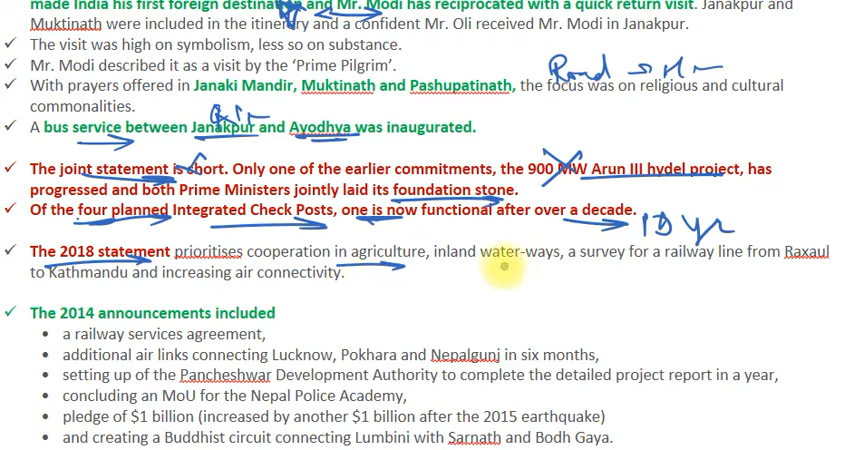 made India his first foreign destination and Mr. Modi has reciprocated with a quick return visit. Janakpur and
Muktinath were included in the itinerary and a confident Mr. Oli received Mr. Modi in Janakpur.
✓ The visit was high on symbolism, less so on substance.
✓ Mr. Modi described it as a visit by the 'Prime Pilgrim'.
Road
✓ With prayers offered in Janaki Mandir, Muktinath and Pashupatinath, the focus was on religious and cultural
commonalities.
✓ A bus service between Janakpur and Ayodhya was inaugurated.
✓ The joint statement is short. Only one of the earlier commitments, the 900 MW Arun III hydel project, has
progressed and both Prime Ministers jointly laid its foundation stone.
✓ Of the four planned Integrated Check Posts, one is now functional after over a decade.
10 yr
✓ The 2018 statement prioritises cooperation in agriculture, inland water-ways, a survey for a railway line from Raxaul
to Kathmandu and increasing air connectivity.
✓ The 2014 announcements included
• a railway services agreement,
• additional air links connecting Lucknow, Pokhara and Nepalgunj in six months,
• setting up of the Pancheshwar Development Authority to complete the detailed project report in a year,
• concluding an MoU for the Nepal Police Academy,
• pledge of $1 billion (increased by another $1 billion after the 2015 earthquake)
• and creating a Buddhist circuit connecting Lumbini with Sarnath and Bodh Gaya.